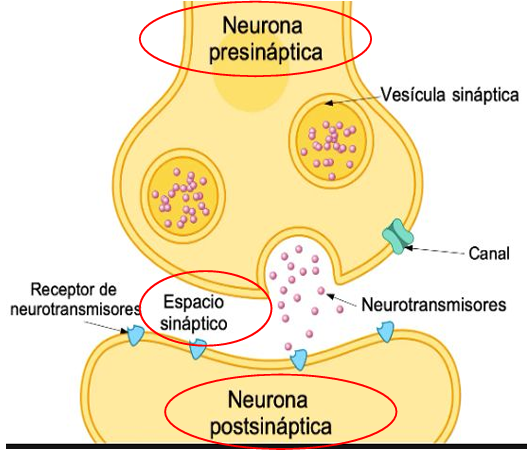 Neurona
presináptica
Vesícula sináptica
Canal
Receptor de
neurotransmisores
Espacio
sináptico
Neurotransmisores
Neurona
postsináptica